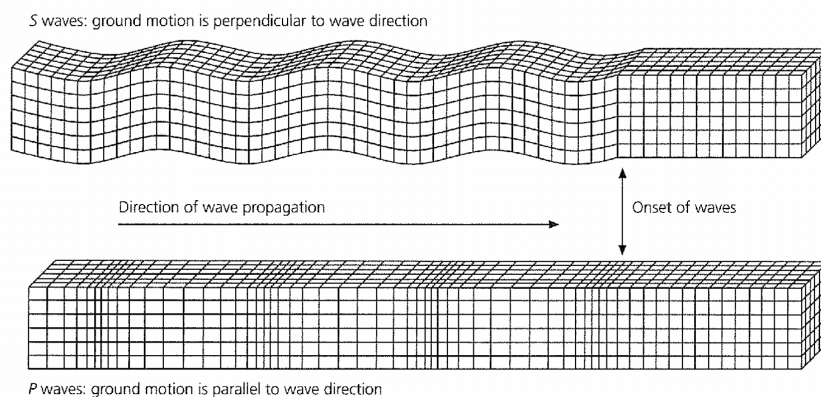 S waves: ground motion is perpendicular to wave direction
Direction of wave propagation
Onset of waves
P waves: ground motion is parallel to wave direction